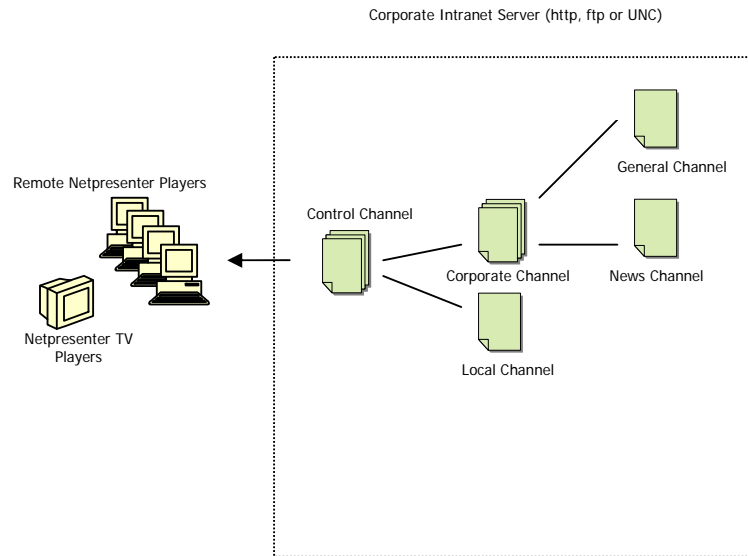 Corporate Intranet Server (http, ftp or UNC)
General Channel
Remote Netpresenter Players
Control Channel
Corporate Channel
News Channel
Netpresenter TV
Players
Local Channel